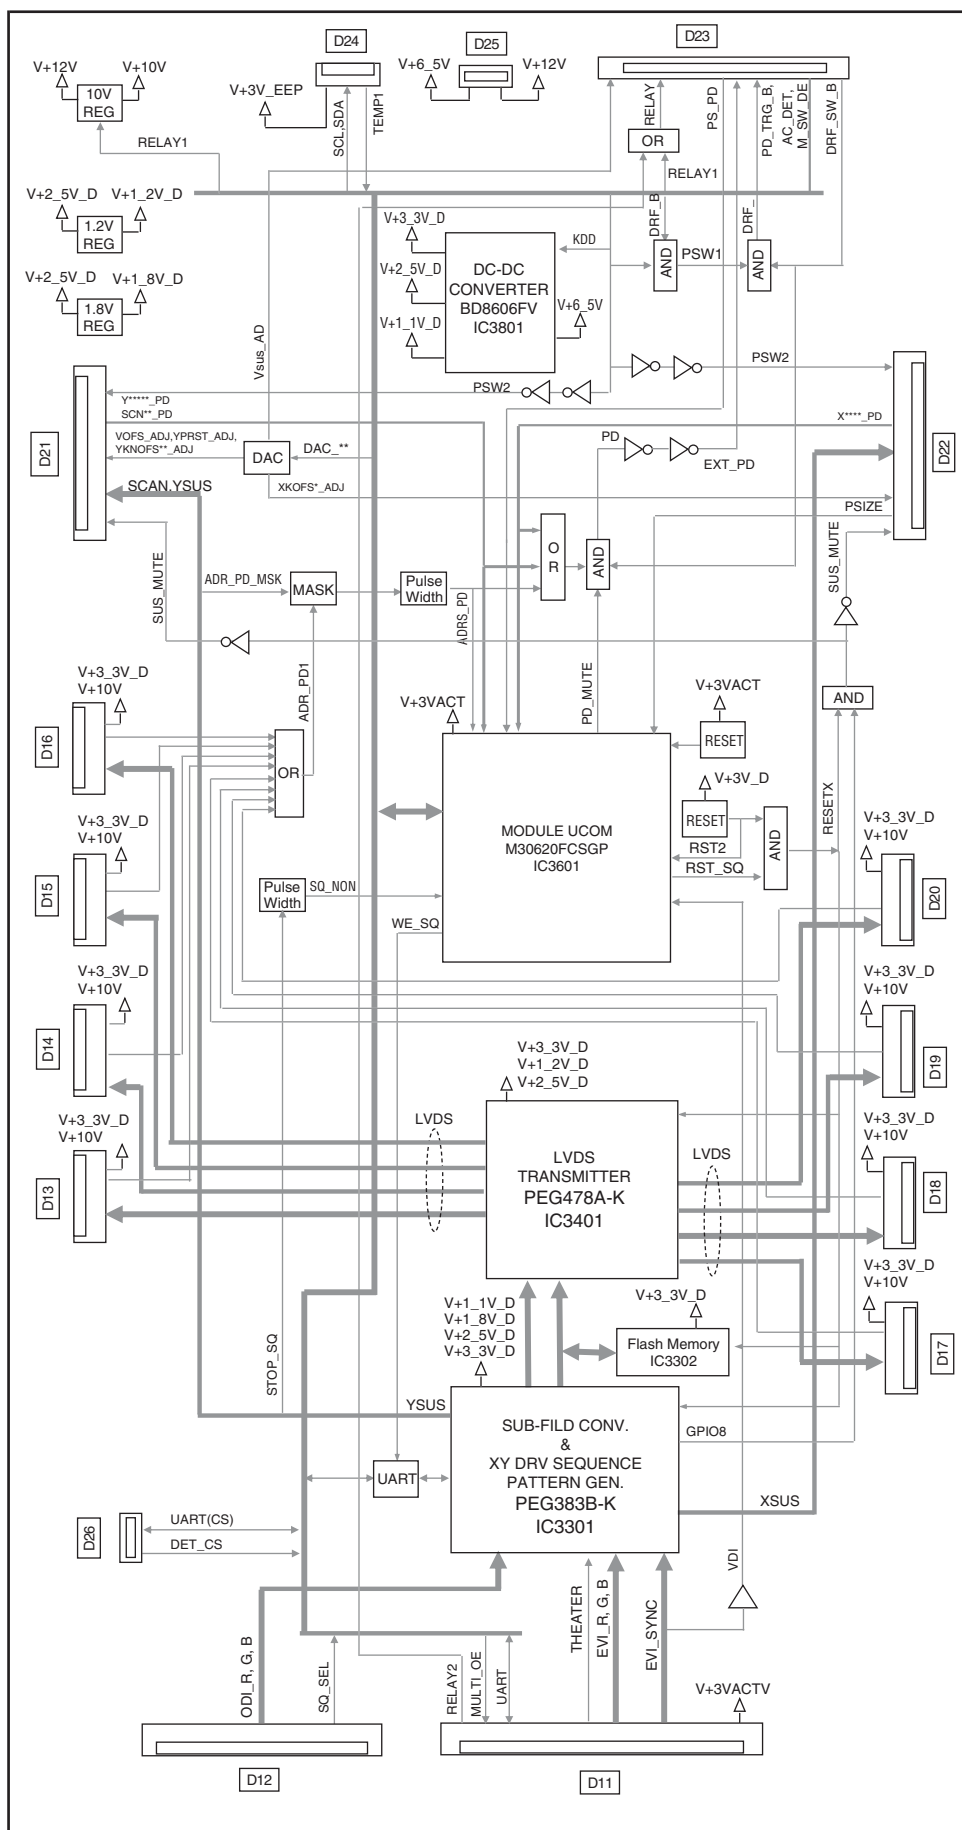 D24
D25
D23
V+12V
V+10V
10V
REG
RELAY1
V+3V_EEP
SCL,SDA
TEMP1
V+6_5V
V+12V
RELAY
PS_PD
PD_TRG_B,
AC_DET,
M_SW_DE
DRF_SW_B
OR
RELAY1
V+2_5V_D
V+1_2V_D
1.2V
REG
V+2_5V_D
V+1_8V_D
1.8V
REG
Vsus_AD
V+3_3V_D
V+2_5V_D
V+1_1V_D
DC-DC
CONVERTER
BD8606FV
IC3801
V+6_5V
KDD
DRF_B
AND
PSW1
DRF_
AND
PSW2
PSW2
D21
Y*****_PD
SCN**_PD
VOFS_ADJ,YPRST_ADJ,
YKNOFS**_ADJ
DAC
DAC_**
XKOFS*_ADJ
SCAN,YSUS
PD
EXT_PD
X****_PD
D22
PSIZE
SUS_MUTE
ADR_PD_MSK
MASK
Pulse
Width
ADRS_PD
O
R
AND
PD_MUTE
SUS_MUTE
AND
ADR_PD1
V+3_3V_D
V+10V
D16
OR
V+3VACT
V+3VACT
RESET
V+3V_D
RESET
RST2
RST_SQ
AND
RESETX
MODULE UCOM
M30620FCSGP
IC3601
V+3_3V_D
V+10V
D15
Pulse
Width
SQ_NON
WE_SQ
V+3_3V_D
V+10V
D20
V+3_3V_D
V+10V
D14
V+3_3V_D
V+10V
D19
V+3_3V_D
V+1_2V_D
V+2_5V_D
V+3_3V_D
V+10V
D13
LVDS
LVDS
TRANSMITTER
PEG478A-K
IC3401
LVDS
V+3_3V_D
V+10V
D18
V+3_3V_D
V+10V
D17
STOP_SQ
V+1_1V_D
V+1_8V_D
V+2_5V_D
V+3_3V_D
V+3_3V_D
Flash Memory
IC3302
YSUS
SUB-FILD CONV.
&
XY DRV SEQUENCE
PATTERN GEN.
PEG383B-K
IC3301
GPIO8
XSUS
UART
D26
UART(CS)
DET_CS
VDI
ODI_R, G, B
SQ_SEL
RELAY2
MULTI_OE
UART
THEATER
EVI_R, G, B
EVI_SYNC
V+3VACTV
D12
D11